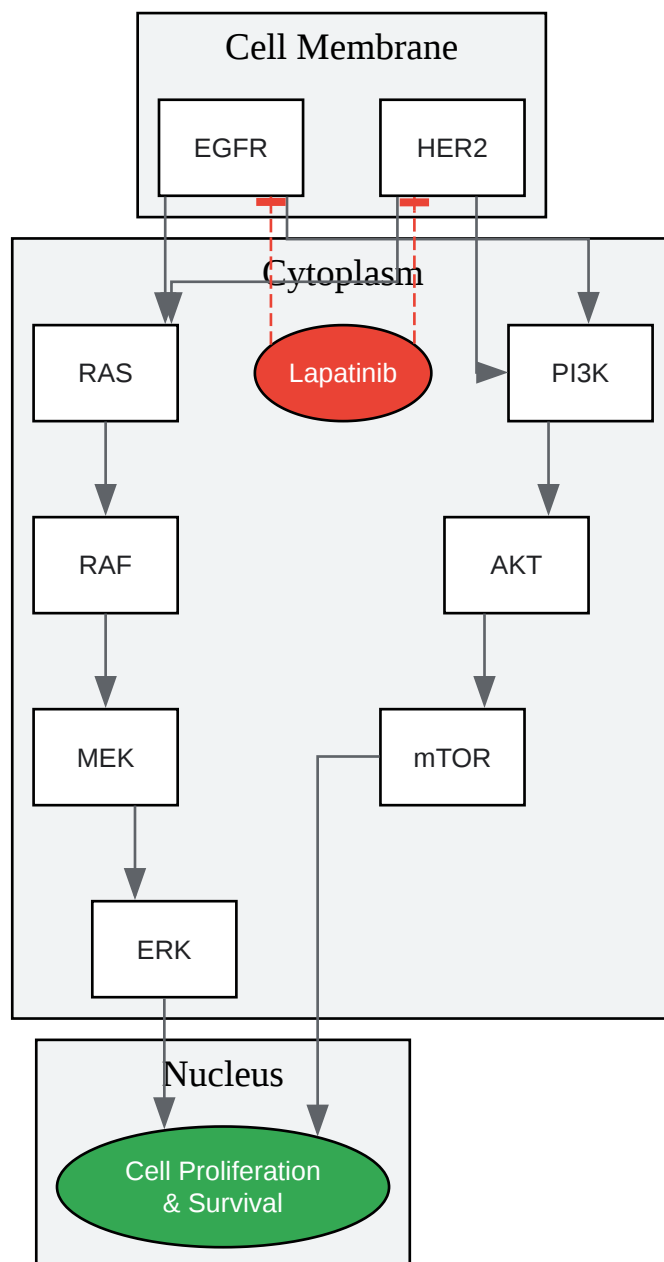 Cell Membrane
EGFR
HER2
Cytoplasm
RAS
Lapatinib
PI3K
RAF
AKT
MEK
mTOR
ERK
Nucleus
Cell Proliferation
& Survival